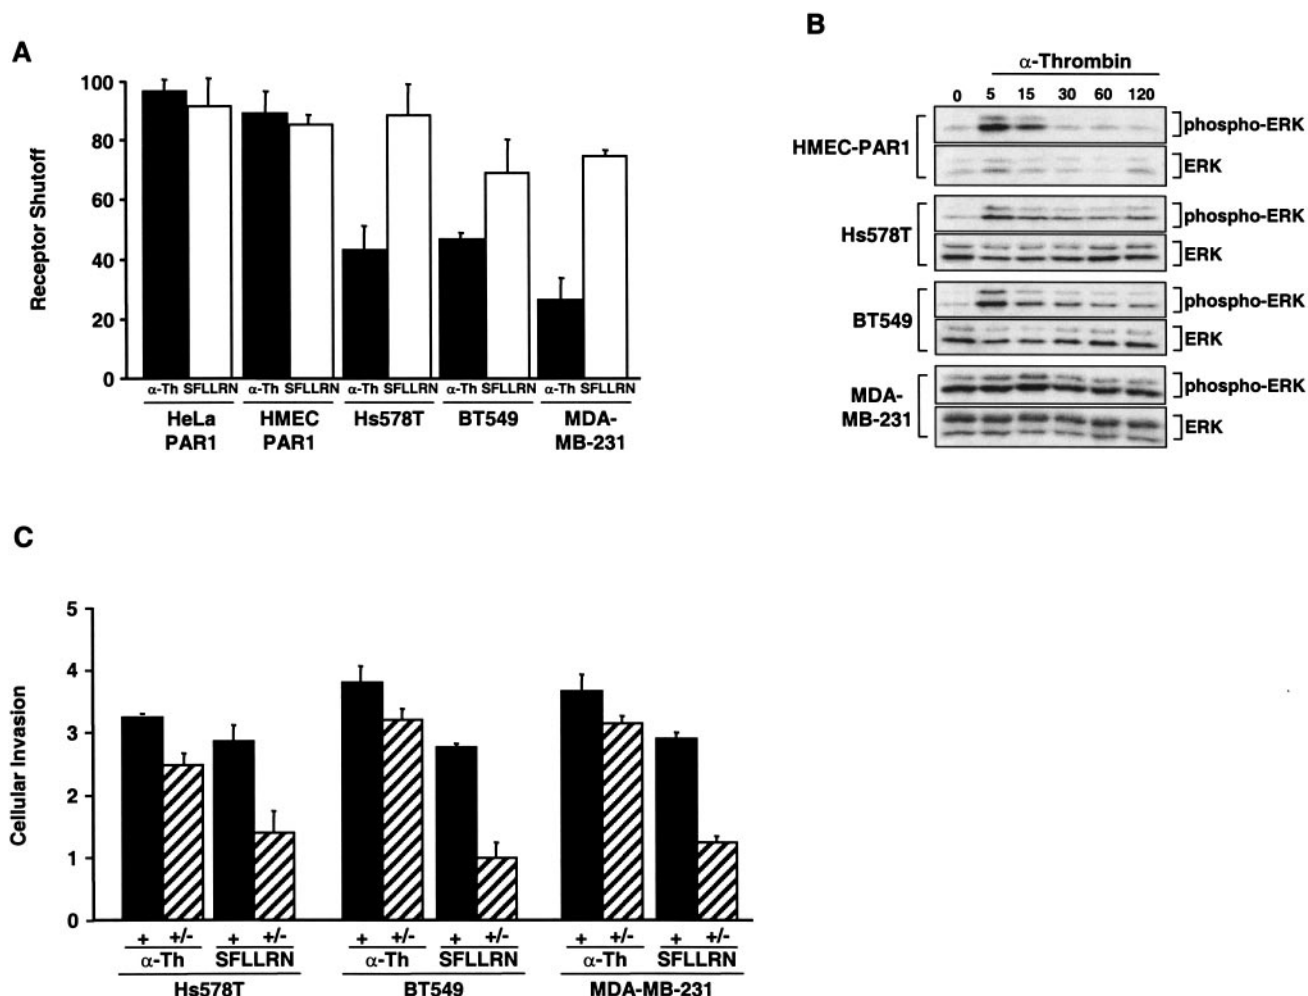 A
Receptor Shutoff
100
80
60
40
20
0
α-Th SFLLRN α-Th SFLLRN α-Th SFLLRN α-Th SFLLRN α-Th SFLLRN
HeLa PAR1
HMEC PAR1
Hs578T
BT549
MDA-MB-231
B
α-Thrombin
0 5 15 30 60 120
HMEC-PAR1
phospho-ERK
ERK
Hs578T
phospho-ERK
ERK
BT549
phospho-ERK
ERK
MDA-
MB-231
phospho-ERK
ERK
C
Cellular Invasion
5
4
3
2
1
0
+ +/- + +/- + +/- + +/- + +/- + +/-
α-Th SFLLRN α-Th SFLLRN α-Th SFLLRN
Hs578T BT549 MDA-MB-231